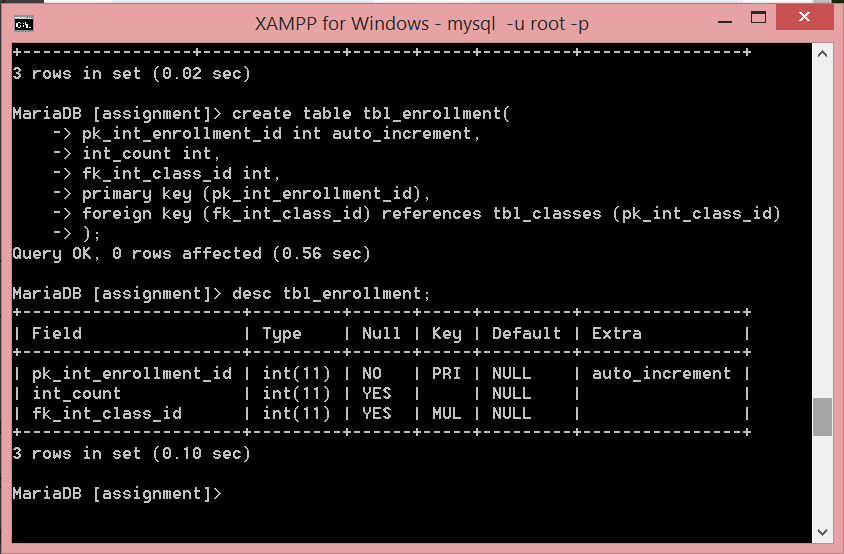 XAMPP for Windows - mysql -u root -p
+------------------+--------------+------+-----+---------+----------------+
3 rows in set (0.02 sec)
MariaDB [assignment]> create table tbl_enrollment(
    -> pk_int_enrollment_id int auto_increment,
    -> int_count int,
    -> fk_int_class_id int,
    -> primary key (pk_int_enrollment_id),
    -> foreign key (fk_int_class_id) references tbl_classes (pk_int_class_id)
    -> );
Query OK, 0 rows affected (0.56 sec)
MariaDB [assignment]> desc tbl_enrollment;
+----------------------+---------+------+-----+---------+----------------+
| Field                | Type    | Null | Key | Default | Extra          |
+----------------------+---------+------+-----+---------+----------------+
| pk_int_enrollment_id | int(11) | NO   | PRI | NULL    | auto_increment |
| int_count            | int(11) | YES  |     | NULL    |                |
| fk_int_class_id      | int(11) | YES  | MUL | NULL    |                |
+----------------------+---------+------+-----+---------+----------------+
3 rows in set (0.10 sec)
MariaDB [assignment]>